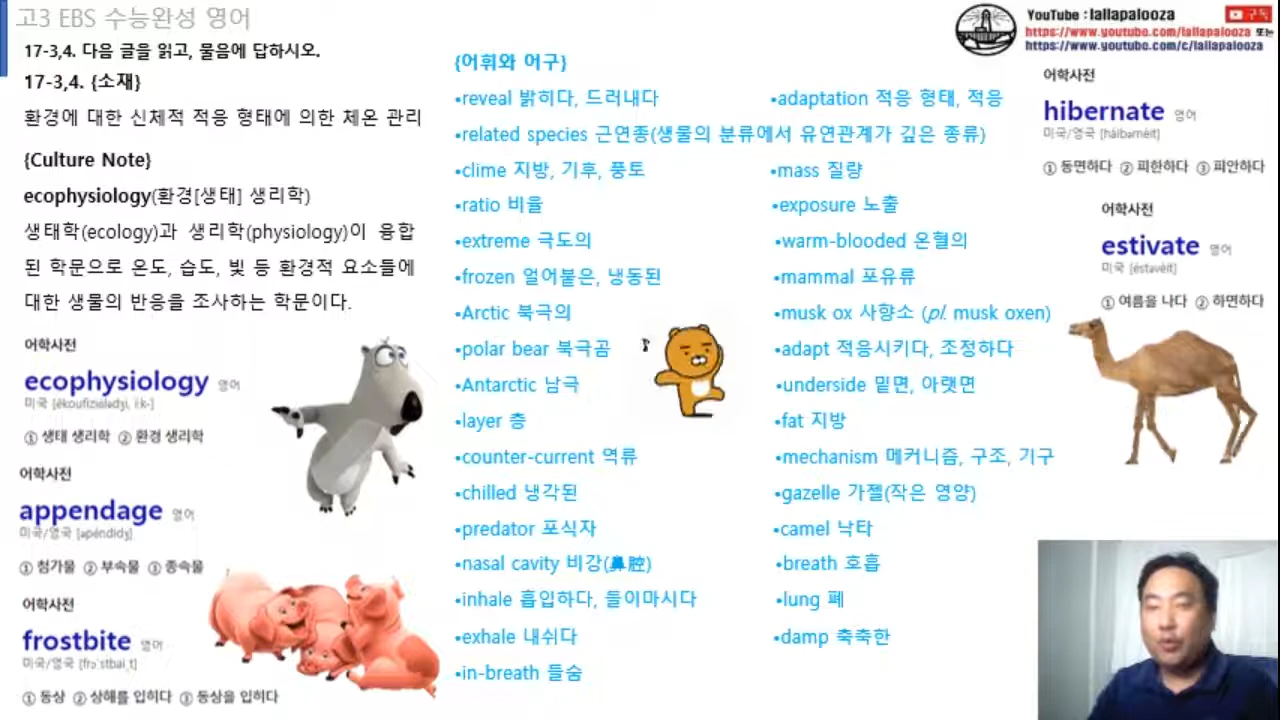 고3 EBS 수능완성 영어
17-3,4. 다음 글을 읽고, 물음에 답하시오.
17-3,4. {소재}
환경에 대한 신체적 적응 형태에 의한 체온 관리
{Culture Note}
ecophysiology(환경[생태] 생리학)
생태학(ecology)과 생리학(physiology)이 융합
된 학문으로 온도, 습도, 빛 등 환경적 요소들에
대한 생물의 반응을 조사하는 학문이다.
어학사전
ecophysiology 영어
미국
① 생태 생리학 ② 환경 생리학
어학사전
appendage 영어
미국/영국 [əpéndidʒ]
① 첨가물 ② 부속물 ③ 종속물
어학사전
frostbite 영어
미국/영국
① 동상 ② 상해를 입히다 ③ 동상을 입히다
{어휘와 어구}
•reveal 밝히다, 드러내다
•adaptation 적응 형태, 적응
•related species 근연종(생물의 분류에서 유연관계가 깊은 종류)
•clime 지방, 기후, 풍토
•mass 질량
•ratio 비율
•exposure 노출
•extreme 극도의
•warm-blooded 온혈의
•frozen 얼어붙은, 냉동된
•mammal 포유류
•Arctic 북극의
•musk ox 사향소 (pl. musk oxen)
•polar bear 북극곰
•adapt 적응시키다, 조정하다
•Antarctic 남극
•underside 밑면, 아랫면
•layer 층
•fat 지방
•counter-current 역류
•mechanism 메커니즘, 구조, 기구
•chilled 냉각된
•gazelle 가젤(작은 영양)
•predator 포식자
•camel 낙타
•nasal cavity 비강(鼻腔)
•breath 호흡
•inhale 흡입하다, 들이마시다
•lung 폐
•exhale 내쉬다
•damp 축축한
•in-breath 들숨
YouTube : lallapalooza 구독
https://www.youtube.com/lallapalooza 또는
https://www.youtube.com/c/lallapalooza
어학사전
hibernate 영어
미국/영국 [háibərnèit]
① 동면하다 ② 피한하다 ③ 피안하다
어학사전
estivate 영어
미국 [éstəvèit]
① 여름을 나다 ② 하면하다